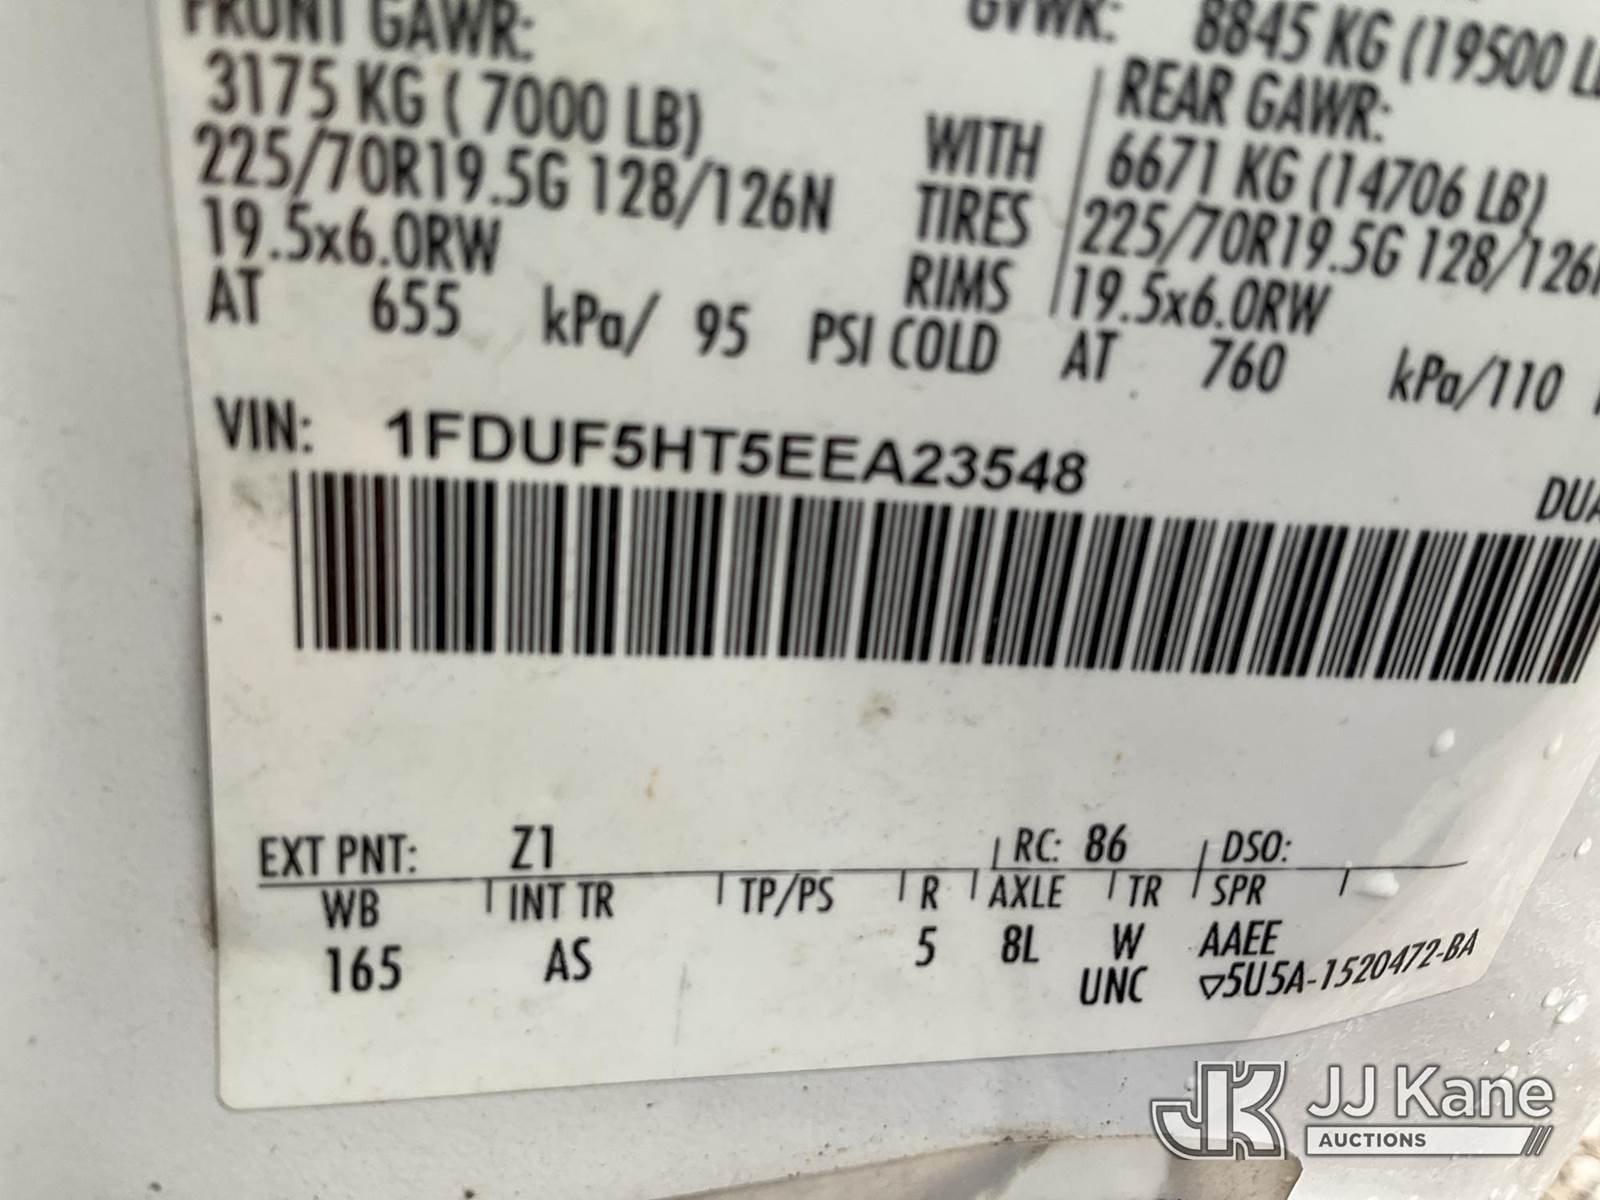 FRONT GAWR: GVWR: 8845 KG (19500
3175 KG ( 7000 LB) WITH REAR GAWR:
225/70R19.5G 128/126N TIRES 6671 KG (14706 LB)
19.5x6.0RW RIMS 225/70R19.5G 128/126
AT 655 kPa/ 95 PSI COLD 19.5x6.0RW
AT 760 kPa/110
VIN: 1FDUF5HT5EEA23548
DUA
EXT PNT: Z1 RC: 86 DSO:
WB INT TR TP/PS R AXLE TR SPR
165 AS 5 8L W AAEE
UNC ▽5U5A-1520472-BA
JK JJ Kane
AUCTIONS